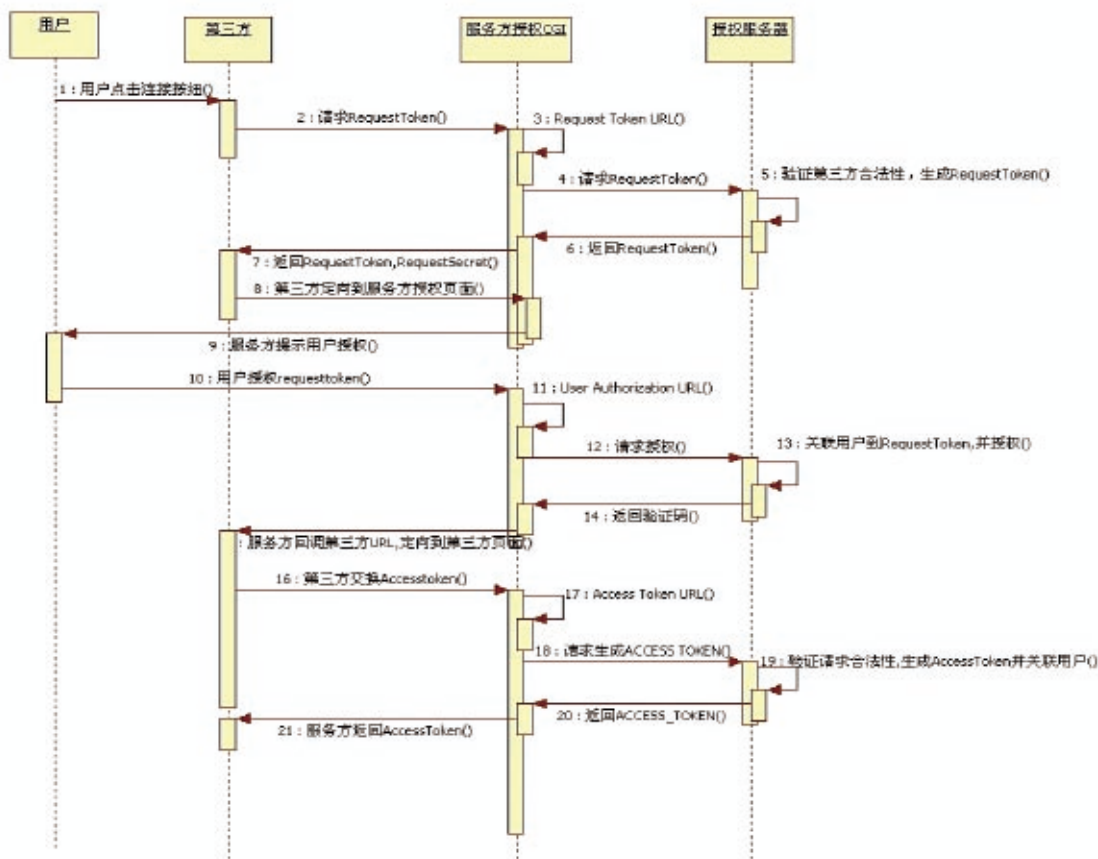 用户
第三方
服务方授权CGI
授权服务器
1 : 用户点击连接按纽()
2 : 请求RequestToken()
3 : Request Token URL()
4 : 请求RequestToken()
5 : 验证第三方合法性，生成RequestToken()
6 : 返回RequestToken()
7 : 返回RequestToken,RequestSecret()
8 : 第三方定向到服务方授权页面()
9 : 服务方提示用户授权()
10 : 用户授权requesttoken()
11 : User Authorization URL()
12 : 请求授权()
13 : 关联用户到RequestToken,并授权()
14 : 返回验证码()
: 服务方回调第三方URL,定向到第三方页面()
16 : 第三方交换Accesstoken()
17 : Access Token URL()
18 : 请求生成ACCESS TOKEN()
19 : 验证请求合法性,生成AccessToken并关联用户()
20 : 返回ACCESS_TOKEN()
21 : 服务方返回AccessToken()